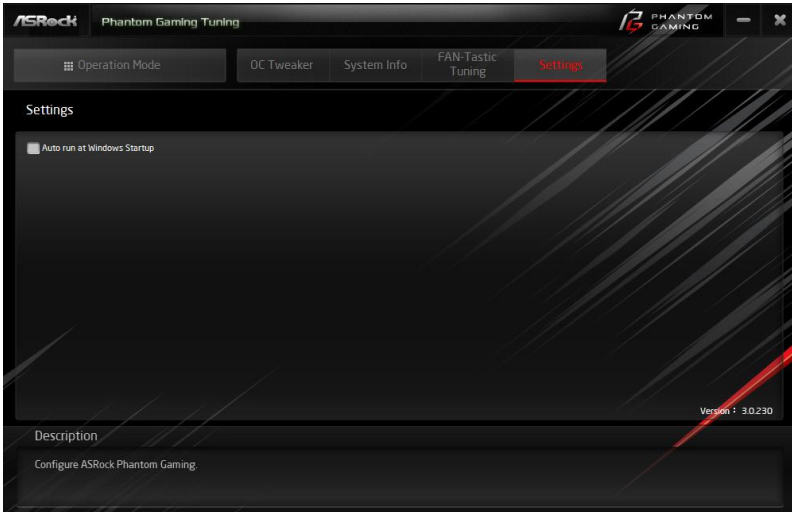 ASRock Phantom Gaming Tuning PHANTOM GAMING
Operation Mode OC Tweaker System Info FAN-Tastic Tuning Settings
Settings
Auto run at Windows Startup
Version : 3.0.230
Description
Configure ASRock Phantom Gaming.